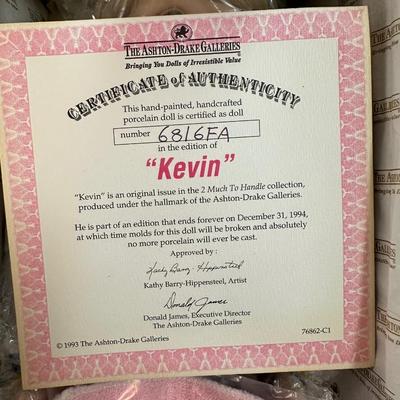 THE ASHTON-DRAKE GALLERIES®
Bringing You Dolls of Irresistible Value
CERTIFICATE of AUTHENTICITY
This hand-painted, handcrafted
porcelain doll is certified as doll
number 6816FA
in the edition of
"Kevin"
"Kevin" is an original issue in the 2 Much To Handle collection,
produced under the hallmark of the Ashton-Drake Galleries.
He is part of an edition that ends forever on December 31, 1994,
at which time molds for this doll will be broken and absolutely
no more porcelain will ever be cast.
Approved by:
Kathy Barry-Hippensteel
Kathy Barry-Hippensteel, Artist
Donald James
Donald James, Executive Director
The Ashton-Drake Galleries
76862-C1
© 1993 The Ashton-Drake Galleries